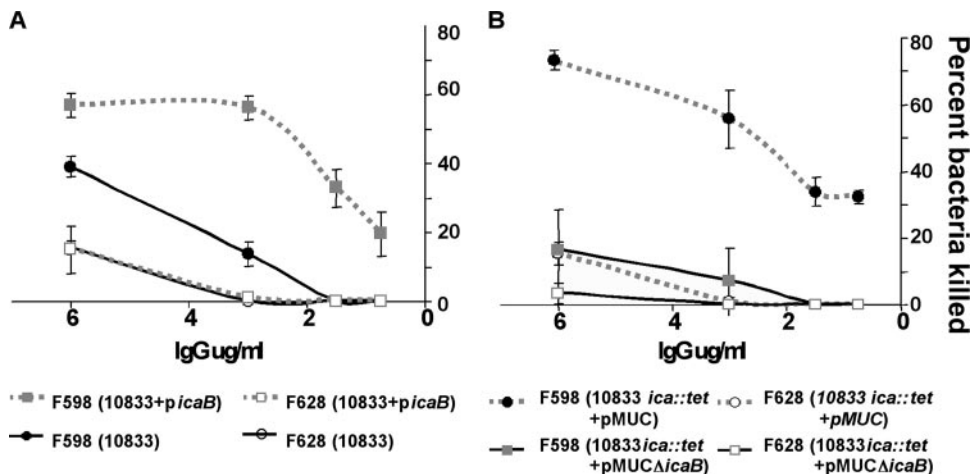 A
80
60
40
20
0
6
4
2
0
IgGug/ml
F598 (10833+picaB)
F628 (10833+picaB)
F598 (10833)
F628 (10833)
B
80
60
40
20
0
Percent bacteria killed
6
4
2
0
IgGug/ml
F598 (10833 ica::tet
+pMUC)
F628 (10833 ica::tet
+pMUC)
F598 (10833ica::tet
+pMUCΔicaB)
F628 (10833ica::tet
+pMUCΔicaB)